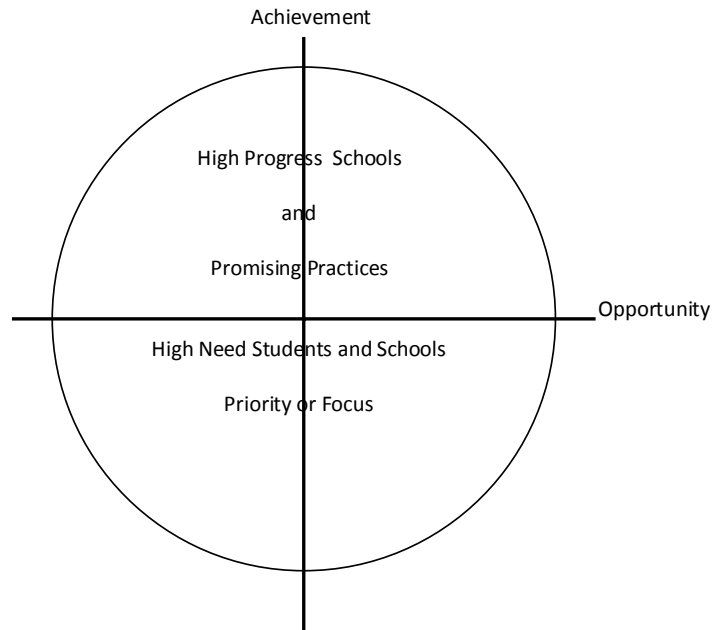 Achievement
High Progress Schools
and
Promising Practices
Opportunity
High Need Students and Schools
Priority or Focus